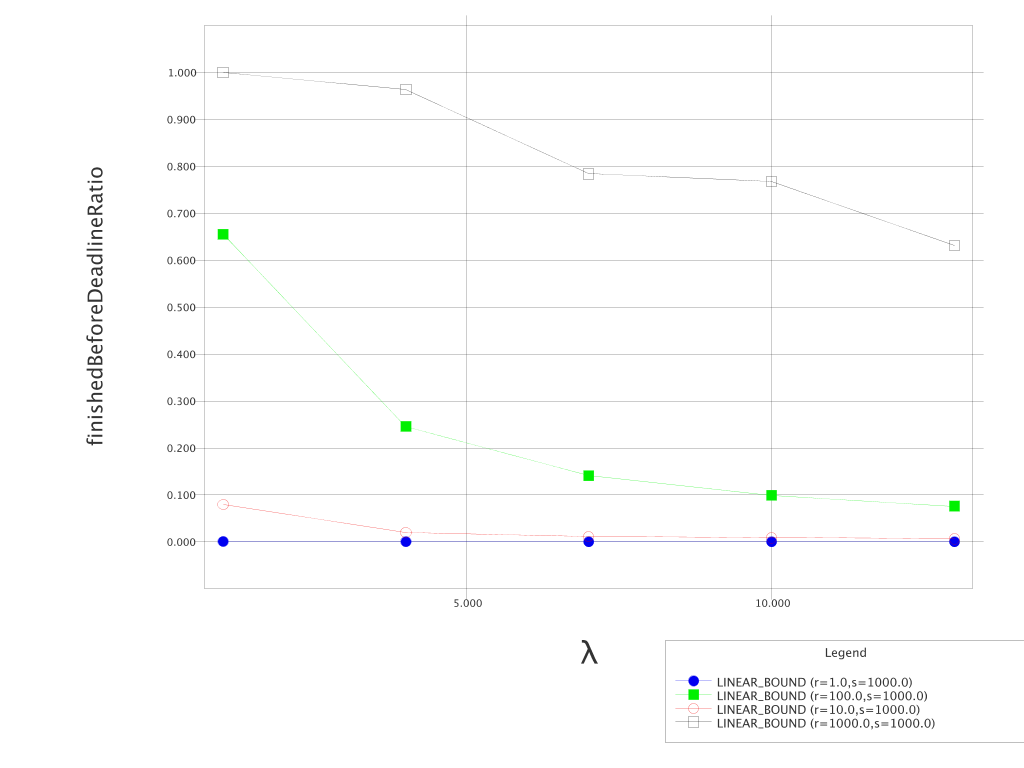 1.000
0.900
0.800
0.700
0.600
0.500
0.400
0.300
0.200
0.100
0.000
finishedBeforeDeadlineRatio
5.000 10.000
λ
Legend
LINEAR_BOUND (r=1.0,s=1000.0)
LINEAR_BOUND (r=100.0,s=1000.0)
LINEAR_BOUND (r=10.0,s=1000.0)
LINEAR_BOUND (r=1000.0,s=1000.0)